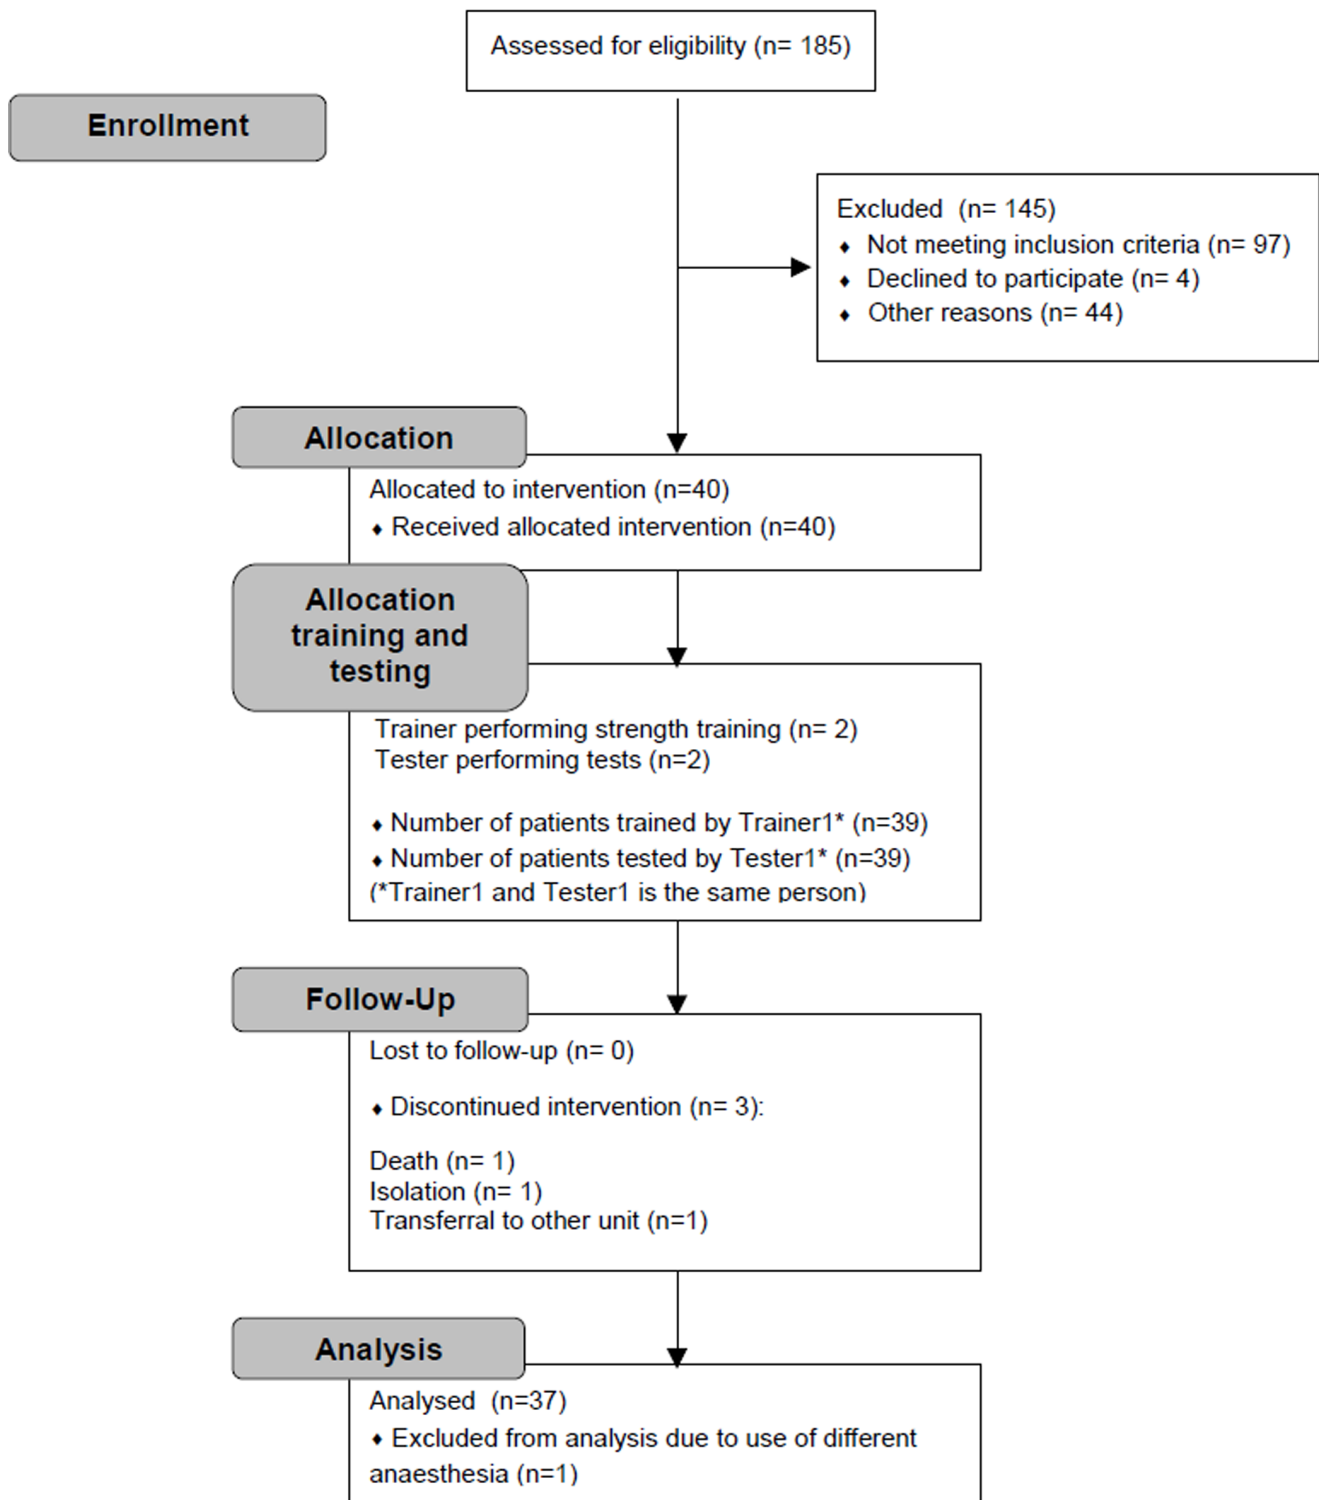 Assessed for eligibility (n= 185)
Enrollment
Excluded (n= 145)
♦ Not meeting inclusion criteria (n= 97)
♦ Declined to participate (n= 4)
♦ Other reasons (n= 44)
Allocation
Allocated to intervention (n=40)
♦ Received allocated intervention (n=40)
Allocation
training and
testing
Trainer performing strength training (n= 2)
Tester performing tests (n=2)
♦ Number of patients trained by Trainer1* (n=39)
♦ Number of patients tested by Tester1* (n=39)
(*Trainer1 and Tester1 is the same person)
Follow-Up
Lost to follow-up (n= 0)
♦ Discontinued intervention (n= 3):
Death (n= 1)
Isolation (n= 1)
Transferral to other unit (n=1)
Analysis
Analysed (n=37)
♦ Excluded from analysis due to use of different
anaesthesia (n=1)